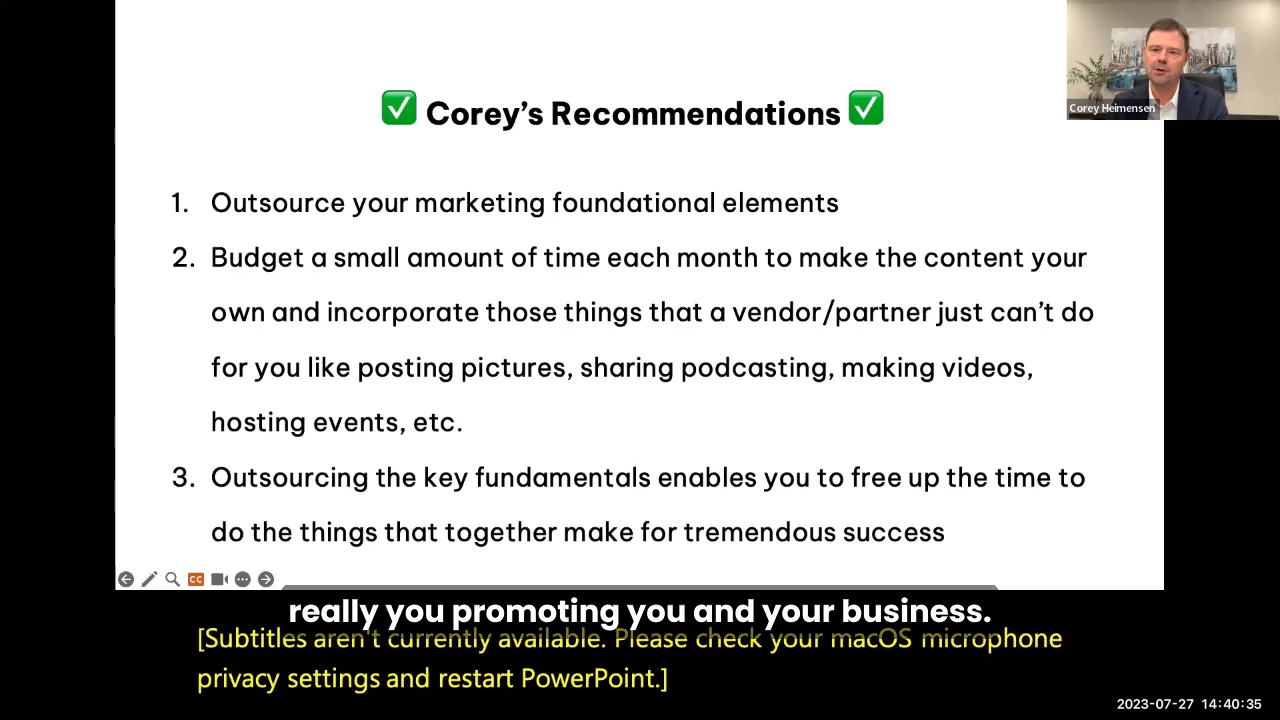 ✅ Corey’s Recommendations ✅
Corey Heimensen
1. Outsource your marketing foundational elements
2. Budget a small amount of time each month to make the content your
own and incorporate those things that a vendor/partner just can’t do
for you like posting pictures, sharing podcasting, making videos,
hosting events, etc.
3. Outsourcing the key fundamentals enables you to free up the time to
do the things that together make for tremendous success
CC
really you promoting you and your business.
[Subtitles aren't currently available. Please check your macOS microphone
privacy settings and restart PowerPoint.]
2023-07-27 14:40:35